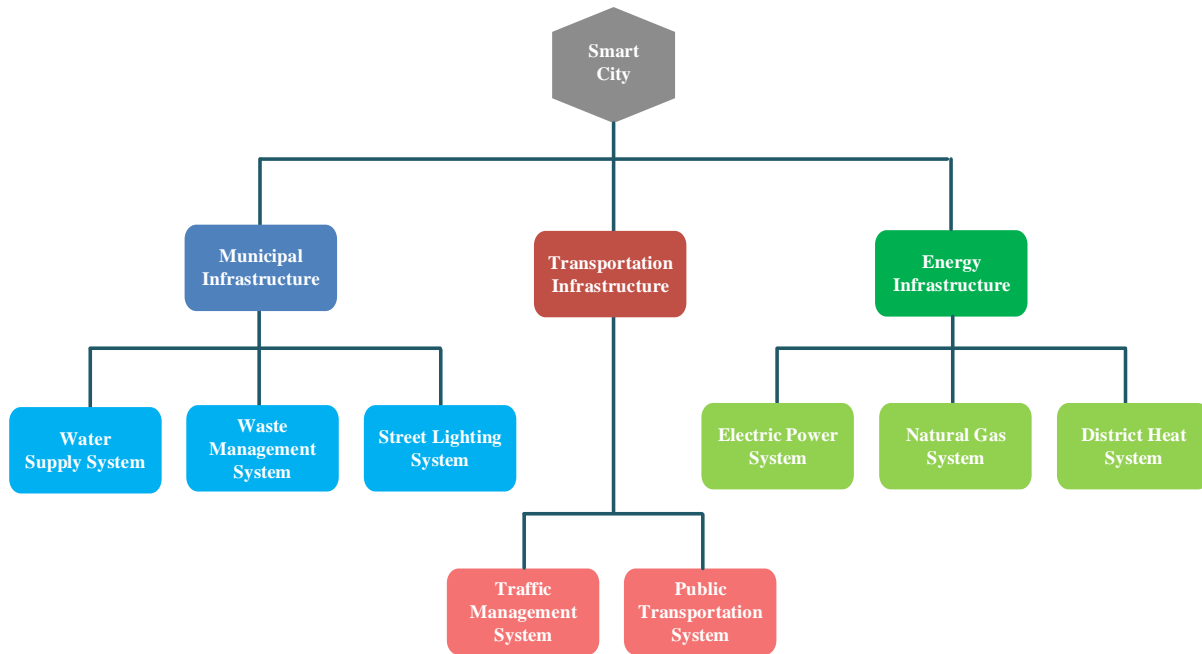 Smart
City
Municipal
Infrastructure
Transportation
Infrastructure
Energy
Infrastructure
Water
Supply System
Waste
Management
System
Street Lighting
System
Electric Power
System
Natural Gas
System
District Heat
System
Traffic
Management
System
Public
Transportation
System